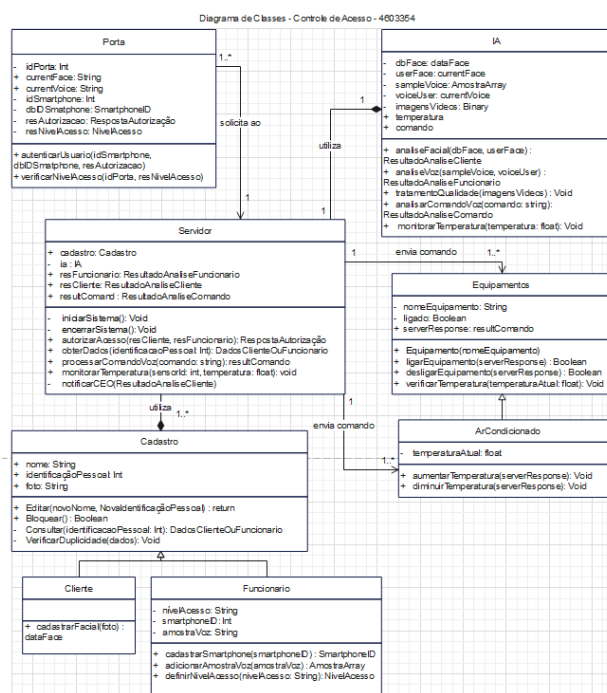 Diagrama de Classes - Controle de Acesso - 4603354
Porta
- idPorta: Int
+ currentFace: String
+ currentVoice: String
- idSmartphone: Int
- dbIDSmatphone: SmartphoneID
- resAutorizacao: RespostaAutorização
- resNivelAcesso: NivelAcesso
+ autenticarUsuario(idSmrtphone,
dbIDSmartphone, resAutorizacao)
+ verificarNivelAcesso(idPorta, resNivelAcesso)
1..*
solicita ao
1
IA
- dbFace: dataFace
- userFace: currentFace
- sampleVoice: AmostraArray
- voiceUser: currentVoice
- imagensVideos: Binary
+ temperatura
+ comando
+ analiseFacial(dbFace, userFace) :
ResultadoAnaliseCliente
+ analiseVoz(sampleVoice, voiceUser) :
ResultadoAnaliseFuncionario
+ tratamentoQualidade(imagensVideos) : Void
+ analisarComandoVoz(comando: string):
ResultadoAnaliseComando
+ monitorarTemperatura(temperatura: float): Void
1
utiliza
1
Servidor
+ cadastro: Cadastro
- ia : IA
+ resFuncionario: ResultadoAnaliseFuncionario
+ resCliente: ResultadoAnaliseCliente
+ resultComand : ResultadoAnaliseComando
- iniciarSistema(): Void
- encerrarSistema(): Void
+ autorizarAcesso(resCliente, resFuncionario): RespostaAutorização
+ obterDados(identificacaoPessoal: Int): DadosClienteOuFuncionario
+ processarComandoVoz(comando: string): resultComando
+ monitorarTemperatura(sensorId: int, temperatura: float): void
- notificarCEO(ResultadoAnaliseCliente)
1
envia comando
1..*
Equipamentos
- nomeEquipamento: String
- ligado: Boolean
+ serverResponse: resultComando
+ Equipamento(nomeEquipamento)
+ ligarEquipamento(serverResponse) : Boolean
+ desligarEquipamento(serverResponse) : Boolean
+ verificarTemperatura(temperaturaAtual: float): Void
1
envia comando
1..*
ArCondicionado
- temperaturaAtual: float
+ aumentarTemperatura(serverResponse): Void
+ diminuirTemperatura(serverResponse): Void
utiliza
1..*
Cadastro
+ nome: String
+ identificaçãoPessoal: Int
+ foto: String
+ Editar(novoNome, NovaIdentificaçãoPessoal) : return
+ Bloquear() : Boolean
- Consultar(identificacaoPessoal: Int): DadosClienteOuFuncionario
- VerificarDuplicidade(dados): Void
Cliente
+ cadastrarFacial(foto) :
dataFace
Funcionario
- nívelAcesso: String
- smartphoneID: Int
- amostraVoz: String
+ cadastrarSmartphone(smartphoneID) : SmartphoneID
+ adicionarAmostraVoz(amostraVoz) : AmostraArray
+ definirNivelAcesso(nivelAcesso: String): NivelAcesso